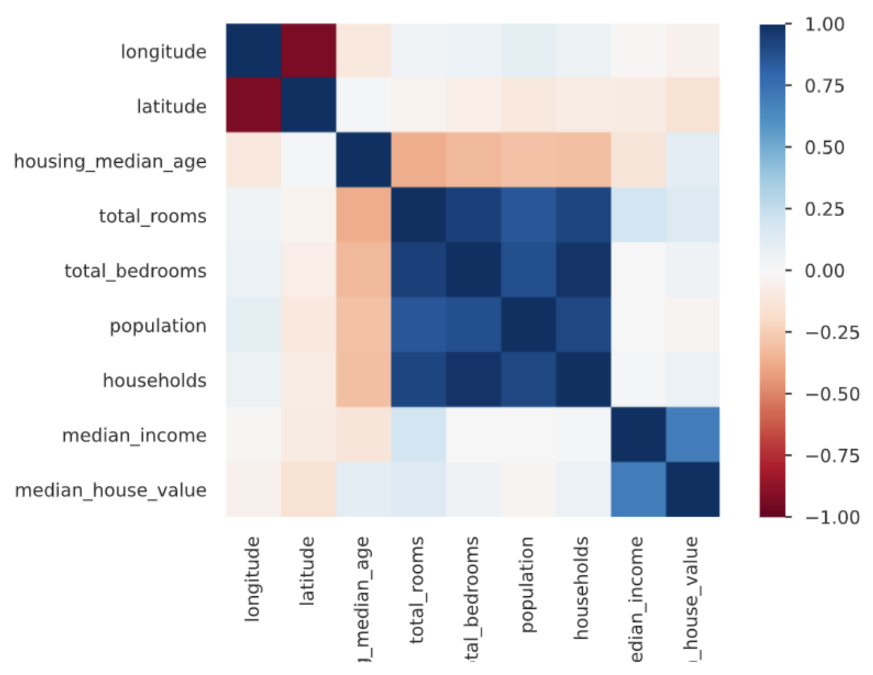 longitude
latitude
housing_median_age
total_rooms
total_bedrooms
population
households
median_income
median_house_value
1.00
0.75
0.50
0.25
0.00
−0.25
−0.50
−0.75
−1.00
longitude
latitude
g_median_age
total_rooms
tal_bedrooms
population
households
edian_income
_house_value